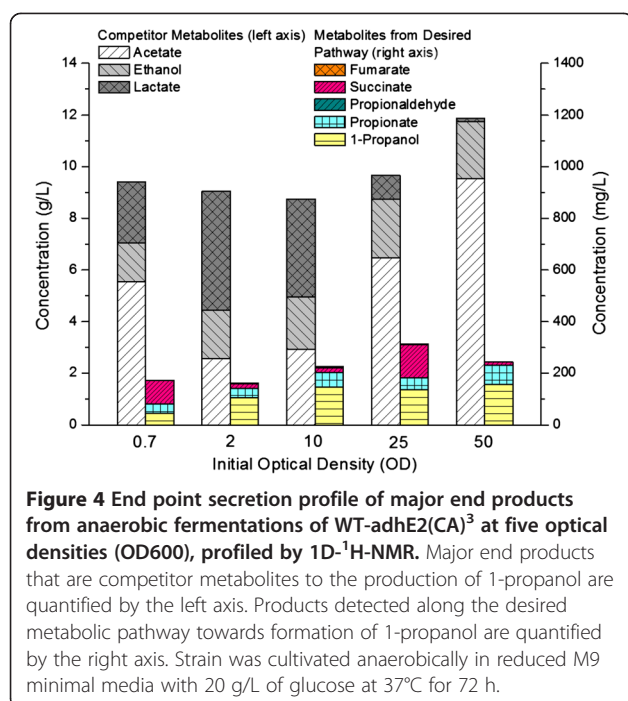 Competitor Metabolites (left axis)
Acetate
Ethanol
Lactate
Metabolites from Desired
Pathway (right axis)
Fumarate
Succinate
Propionaldehyde
Propionate
1-Propanol
14
12
10
8
6
4
2
0
Concentration (g/L)
1400
1200
1000
800
600
400
200
0
Concentration (mg/L)
0.7 2 10 25 50
Initial Optical Density (OD)
Figure 4 End point secretion profile of major end products
from anaerobic fermentations of WT-adhE2(CA)³ at five optical
densities (OD600), profiled by 1D-¹H-NMR. Major end products
that are competitor metabolites to the production of 1-propanol are
quantified by the left axis. Products detected along the desired
metabolic pathway towards formation of 1-propanol are quantified
by the right axis. Strain was cultivated anaerobically in reduced M9
minimal media with 20 g/L of glucose at 37°C for 72 h.